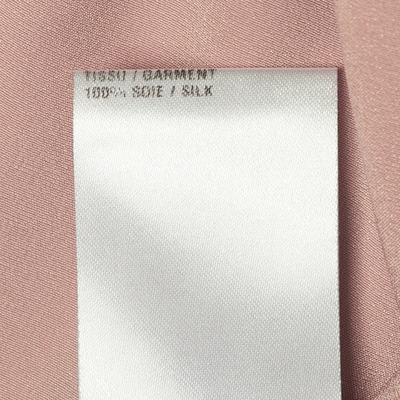 TISSU / GARMENT
100% SOIE / SILK